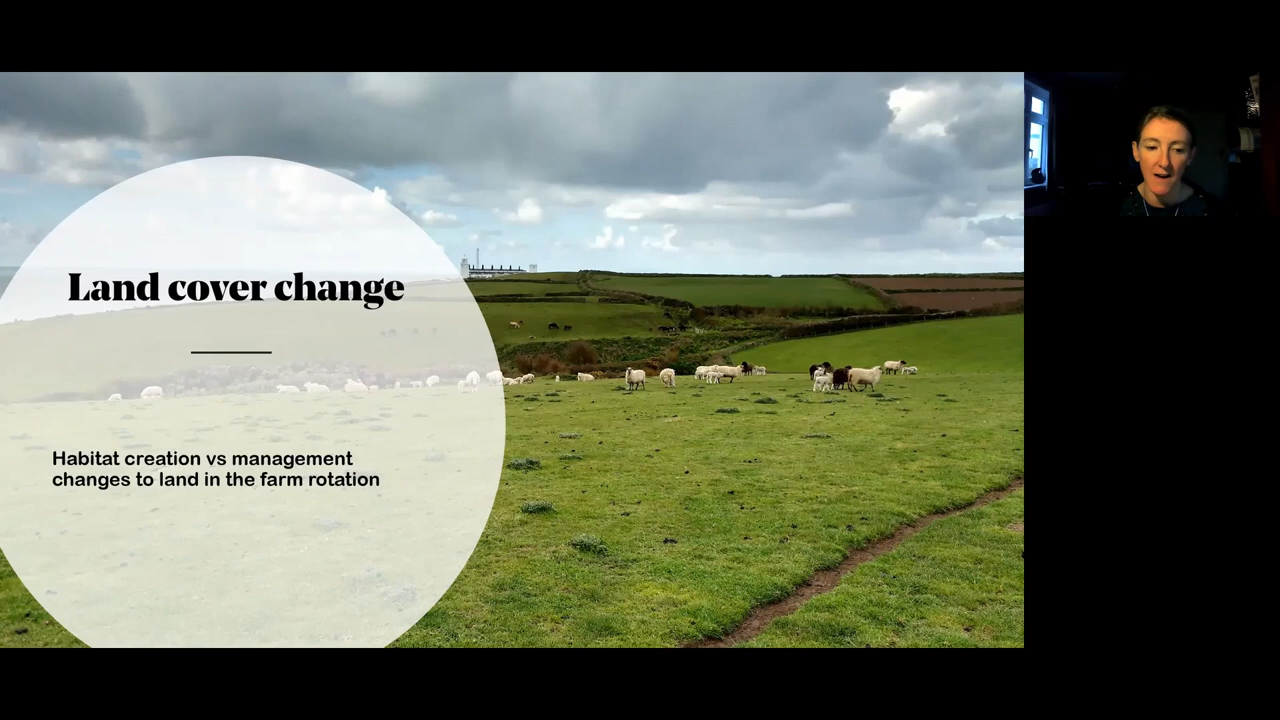 Land cover change
Habitat creation vs management
changes to land in the farm rotation